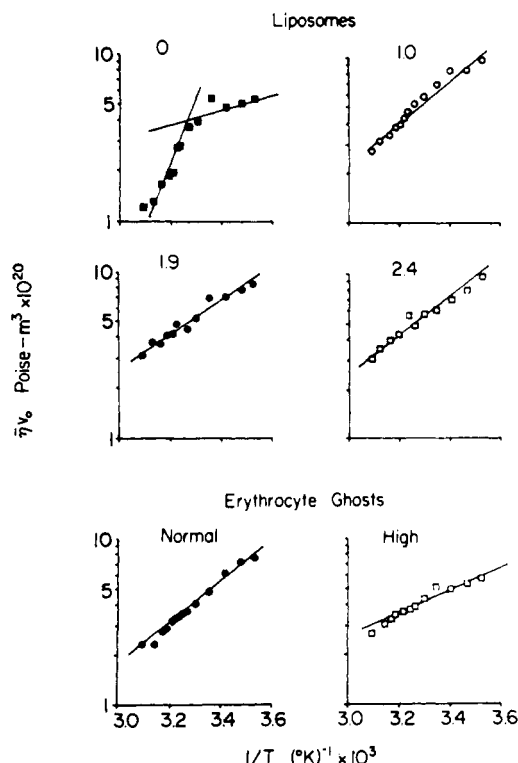 Liposomes
0
1.0
10
5
1
1.9
2.4
10
5
1
η̄ν₀ Poise-m³ x10²⁰
Erythrocyte Ghosts
Normal
High
10
5
1
3.0 3.2 3.4 3.6
3.0 3.2 3.4 3.6
1/T (°K)⁻¹ x 10³